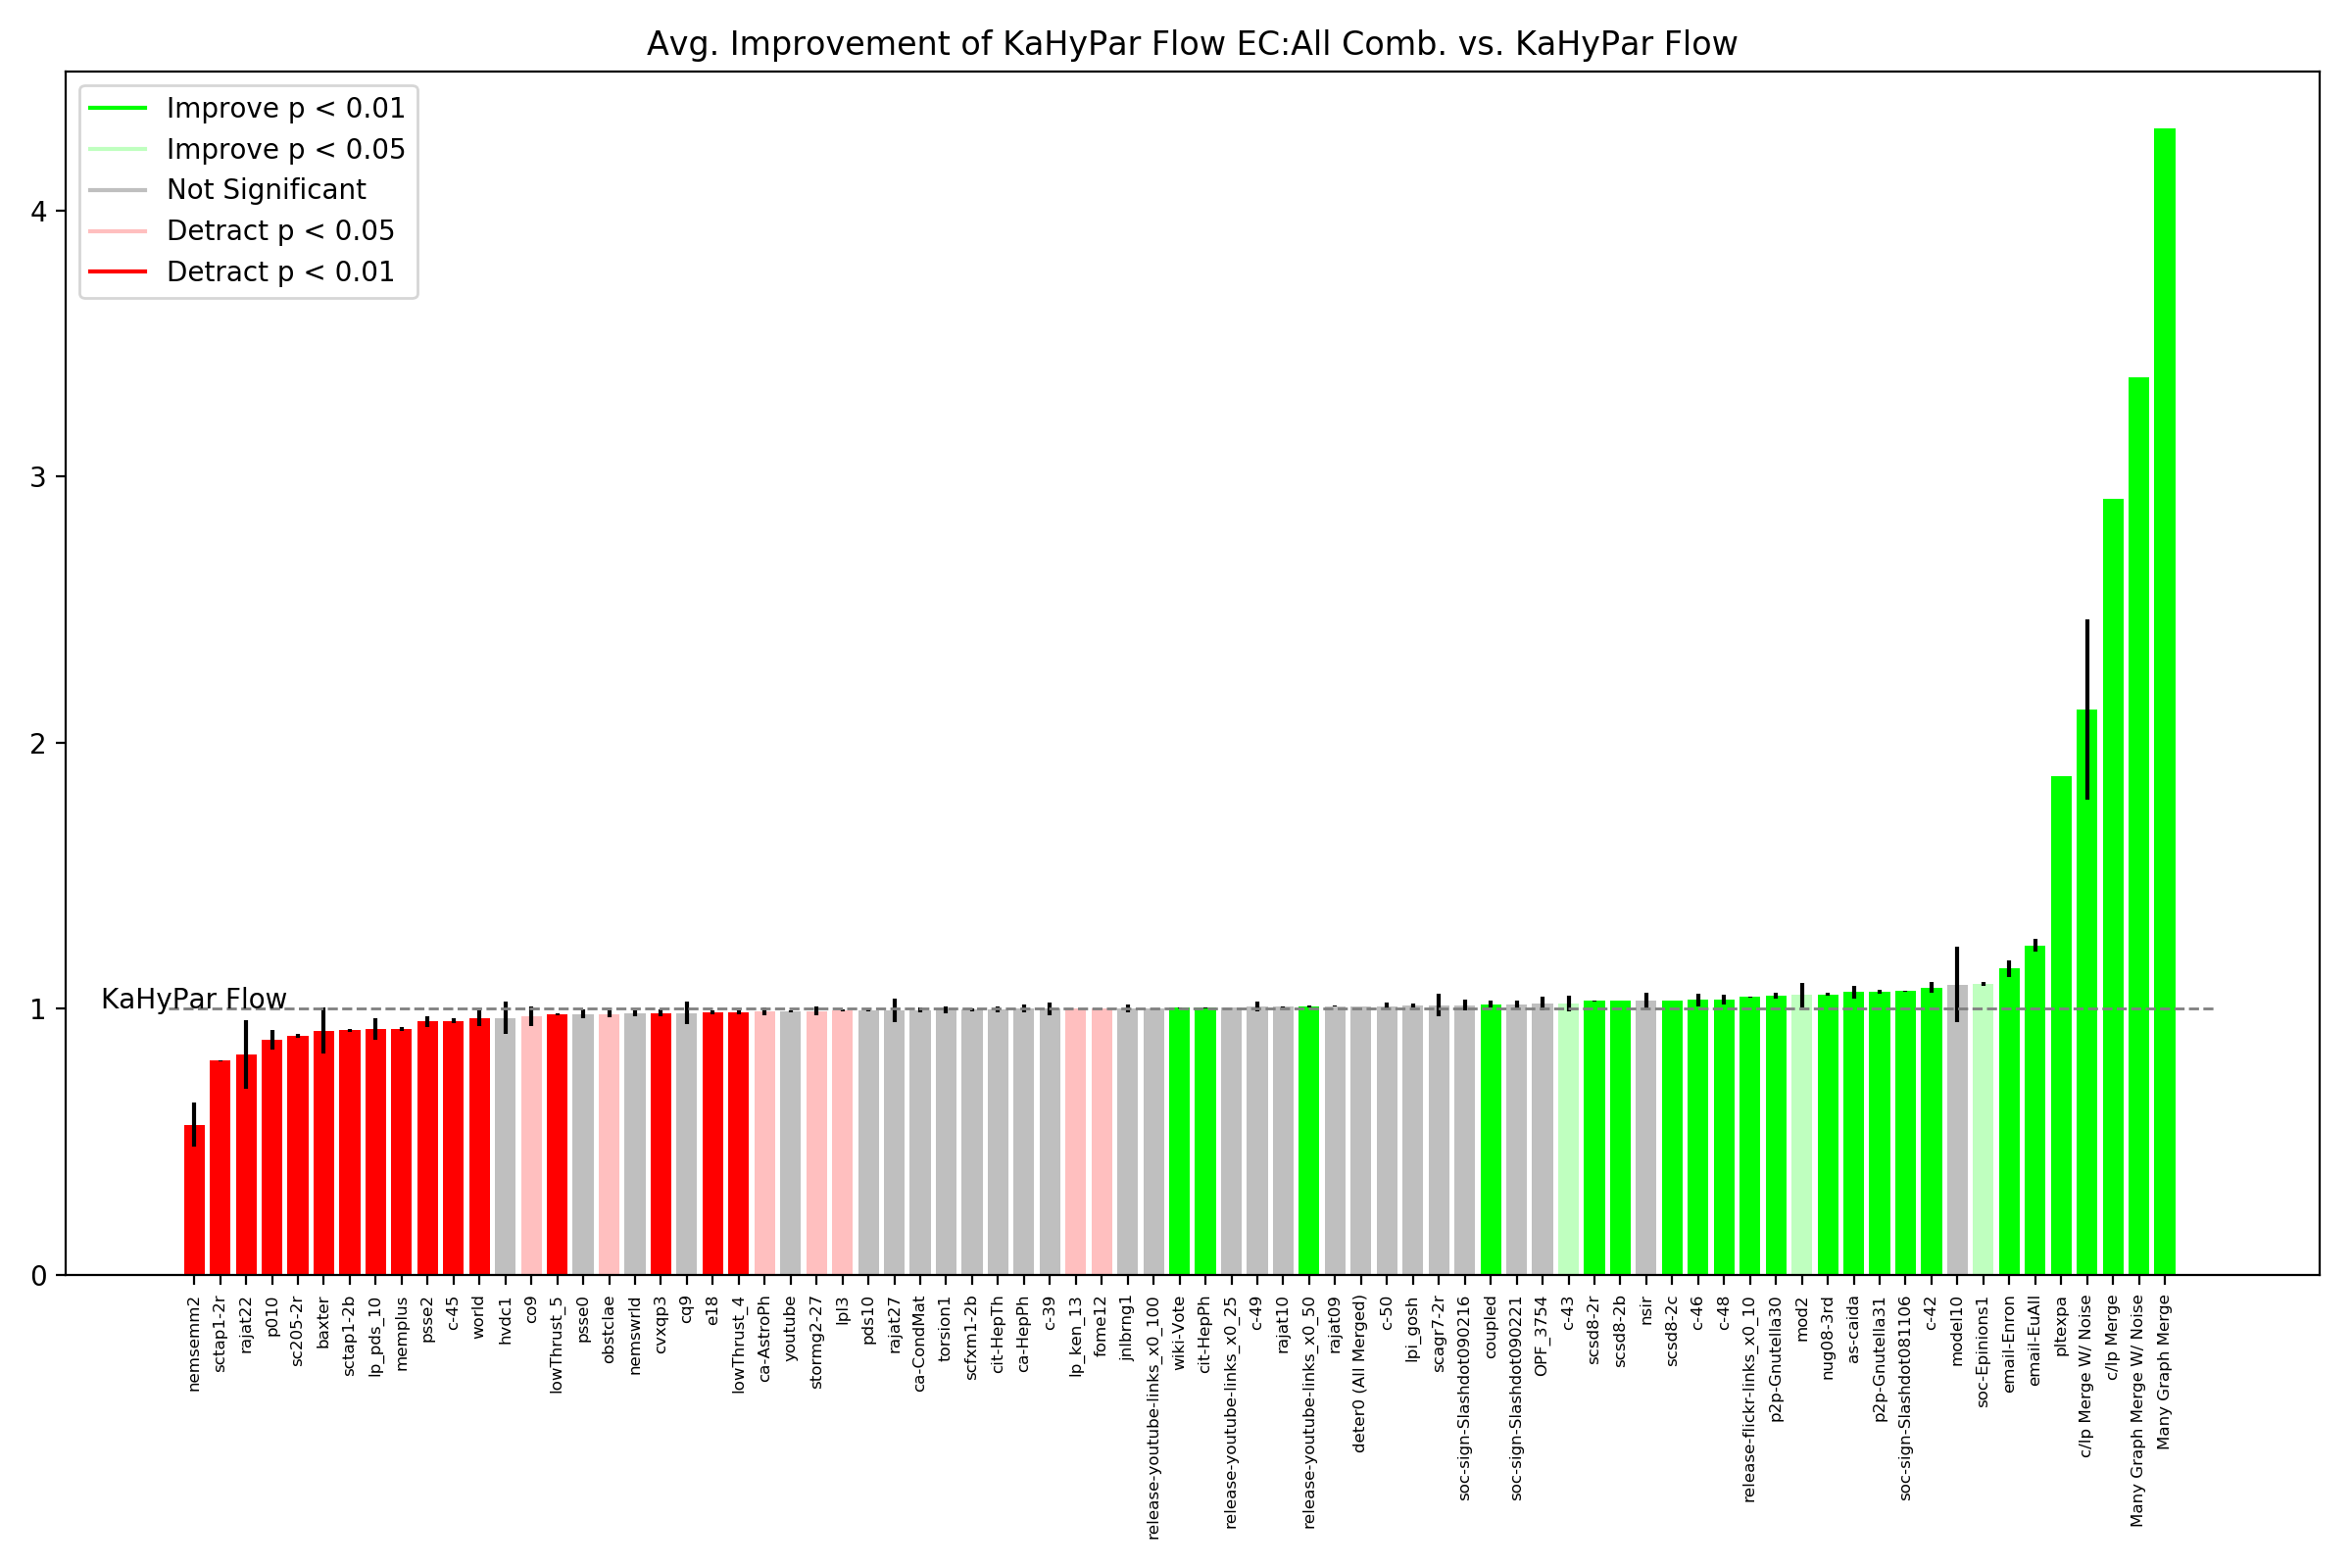 Avg. Improvement of KaHyPar Flow EC:All Comb. vs. KaHyPar Flow
Improve p < 0.01
Improve p < 0.05
Not Significant
Detract p < 0.05
Detract p < 0.01
4
3
2
1
0
KaHyPar Flow
nemsemm2
sctap1-2r
rajat22
p010
sc205-2r
baxter
sctap1-2b
lp_pds_10
memplus
psse2
c-45
world
hvdc1
co9
lowThrust_5
psse0
obstclae
nemswrld
cvxqp3
cq9
e18
lowThrust_4
ca-AstroPh
youtube
stormg2-27
lpl3
pds10
rajat27
ca-CondMat
torsion1
scfxm1-2b
cit-HepTh
ca-HepPh
c-39
lp_ken_13
fome12
jnlbrng1
release-youtube-links_x0_100
wiki-Vote
cit-HepPh
release-youtube-links_x0_25
c-49
rajat10
release-youtube-links_x0_50
rajat09
deter0 (All Merged)
c-50
lpi_gosh
scagr7-2r
soc-sign-Slashdot090216
coupled
soc-sign-Slashdot090221
OPF_3754
c-43
scsd8-2r
scsd8-2b
nsir
scsd8-2c
c-46
c-48
release-flickr-links_x0_10
p2p-Gnutella30
mod2
nug08-3rd
as-caida
p2p-Gnutella31
soc-sign-Slashdot081106
c-42
model10
soc-Epinions1
email-Enron
email-EuAll
pltexpa
c/lp Merge W/ Noise
c/lp Merge
Many Graph Merge W/ Noise
Many Graph Merge